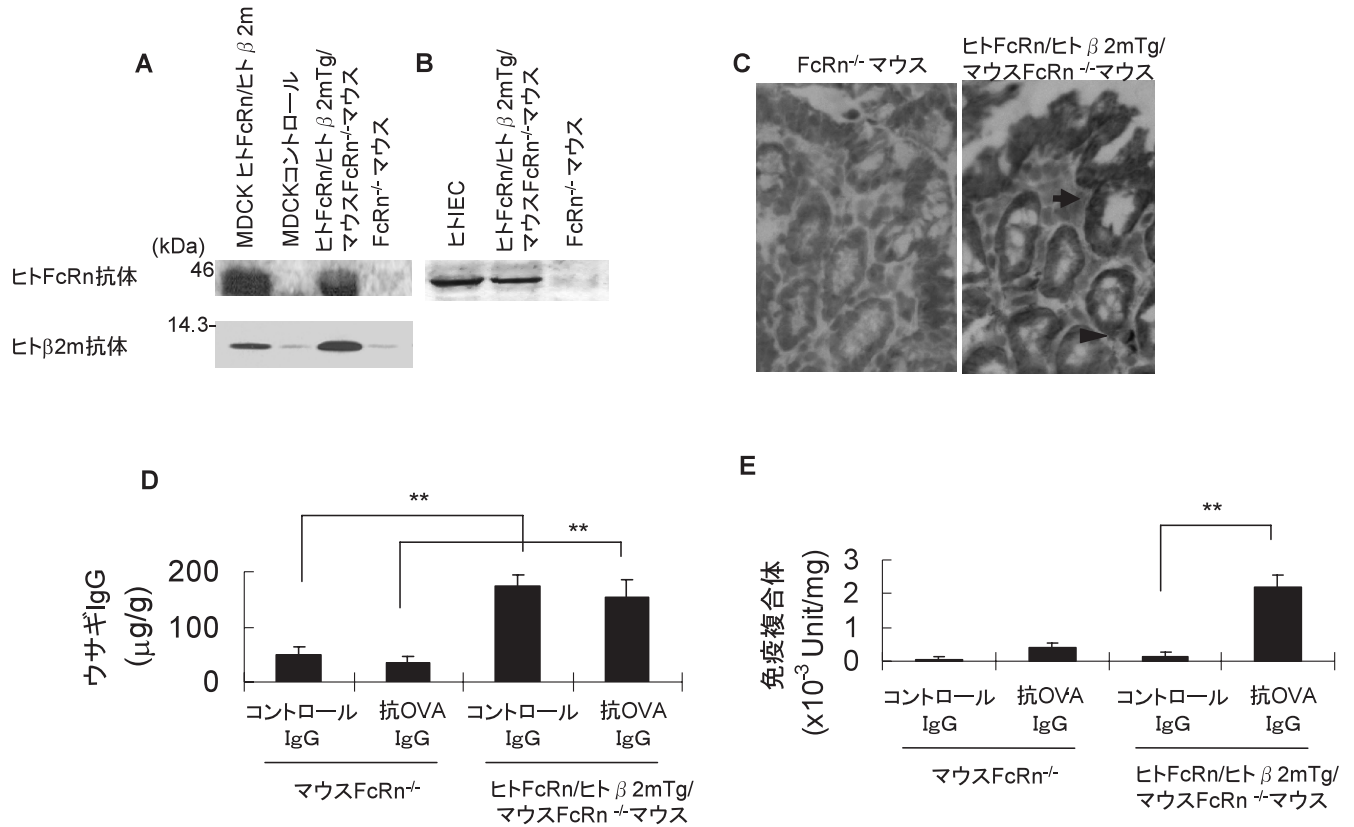 A
MDCK ヒトFcRn/ヒトβ2m
MDCKコントロール
ヒトFcRn/ヒトβ2mTg/
マウスFcRn-/-マウス
FcRn-/-マウス
(kDa)
ヒトFcRn抗体
46
14.3-
ヒトβ2m抗体
B
ヒトIEC
ヒトFcRn/ヒトβ2mTg/
マウスFcRn-/-マウス
FcRn-/-マウス
C
FcRn-/-マウス
ヒトFcRn/ヒトβ2mTg/
マウスFcRn -/-マウス
D
**
**
ウサギIgG
(μg/g)
200
100
0
コントロール
IgG
抗OVA
IgG
コントロール
IgG
抗OVA
IgG
マウスFcRn-/-
ヒトFcRn/ヒトβ2mTg/
マウスFcRn -/-マウス
E
**
免疫複合体
(x10-3 Unit/mg)
3
2
1
0
コントロール
IgG
抗OVA
IgG
コントロール
IgG
抗OVA
IgG
マウスFcRn-/-
ヒトFcRn/ヒトβ2mTg/
マウスFcRn -/-マウス